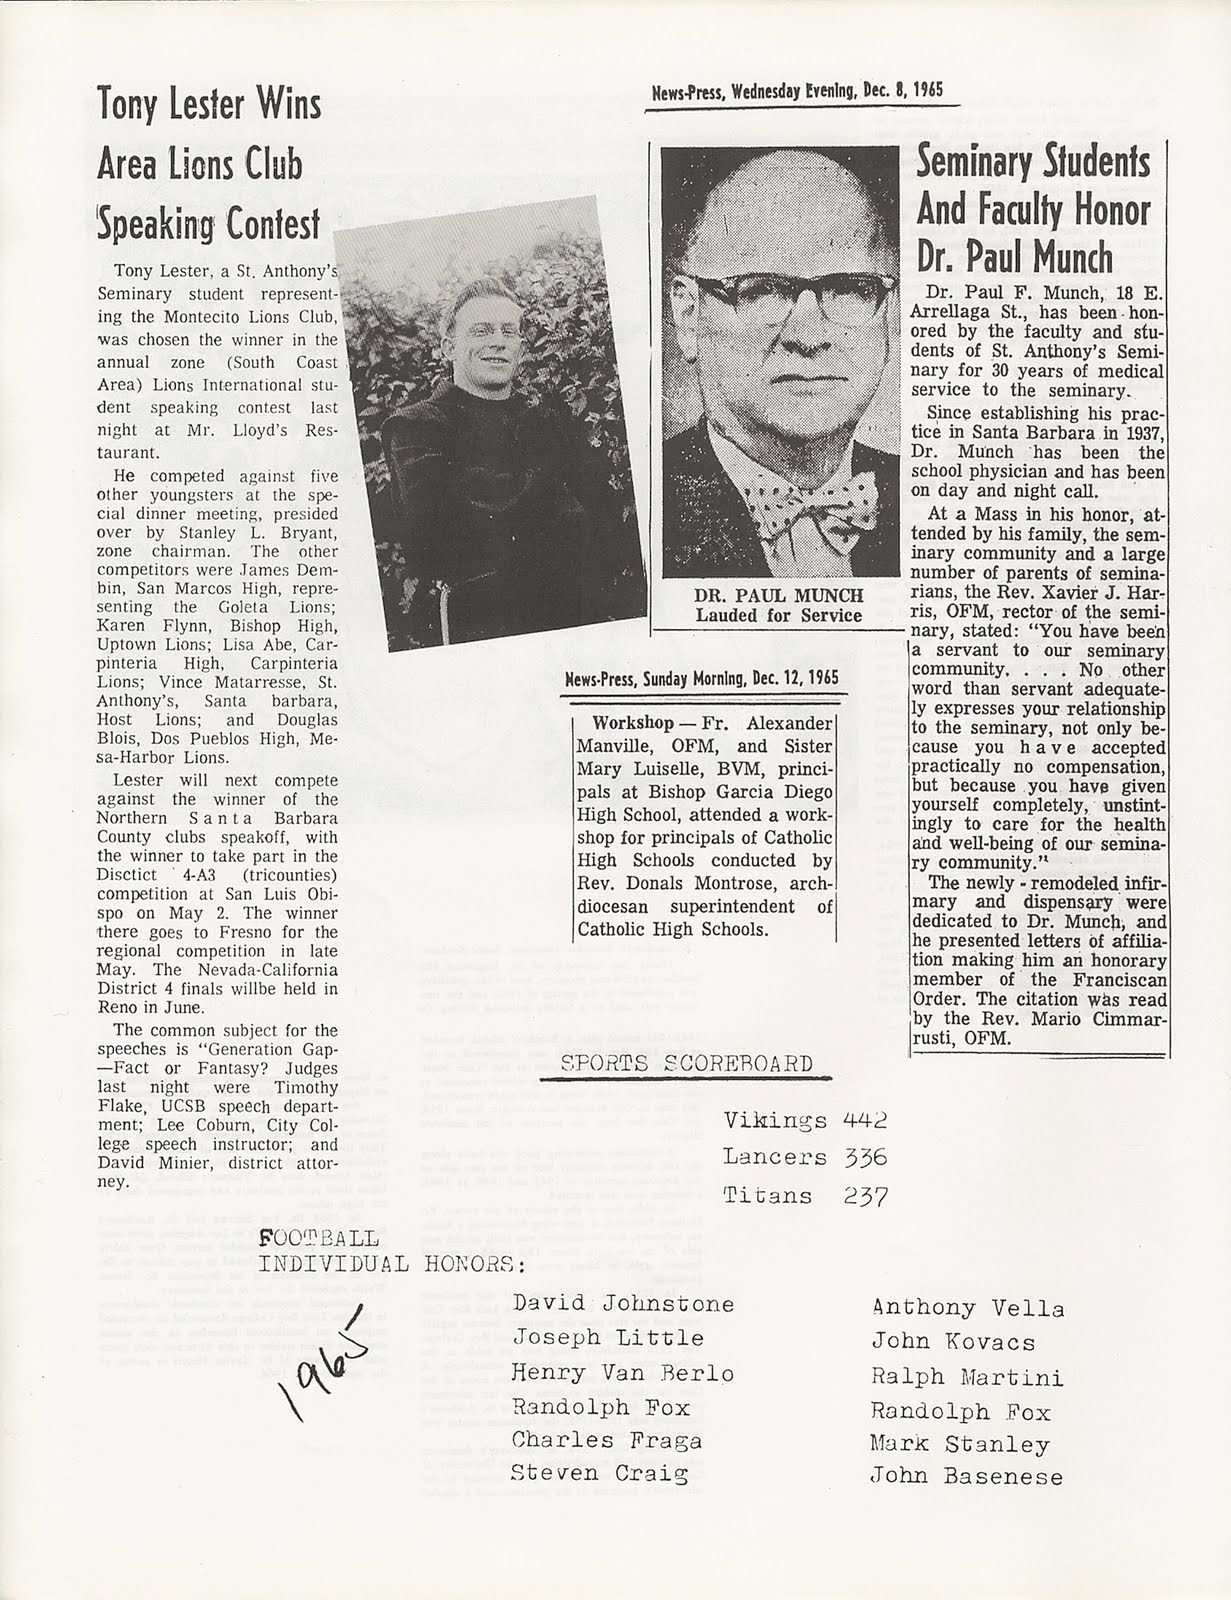 Tony Lester Wins
Area Lions Club
Speaking Contest
Tony Lester, a St. Anthony's
Seminary student represent-
ing the Montecito Lions Club,
was chosen the winner in the
annual zone (South Coast
Area) Lions International stu-
dent speaking contest last
night at Mr. Lloyd's Res-
taurant.
He competed against five
other youngsters at the spe-
cial dinner meeting, presided
over by Stanley L. Bryant,
zone chairman. The other
competitors were James Dem-
bin, San Marcos High, repre-
senting the Goleta Lions;
Karen Flynn, Bishop High,
Uptown Lions; Lisa Abe, Car-
pinteria High, Carpinteria
Lions; Vince Matarresse, St.
Anthony's, Santa barbara,
Host Lions; and Douglas
Blois, Dos Pueblos High, Me-
sa-Harbor Lions.
Lester will next compete
against the winner of the
Northern Santa Barbara
County clubs speakoff, with
the winner to take part in the
Disctict 4-A3 (tricounties)
competition at San Luis Obi-
spo on May 2. The winner
there goes to Fresno for the
regional competition in late
May. The Nevada-California
District 4 finals willbe held in
Reno in June.
The common subject for the
speeches is "Generation Gap-
—Fact or Fantasy? Judges
last night were Timothy
Flake, UCSB speech depart-
ment; Lee Coburn, City Col-
lege speech instructor; and
David Minier, district attor-
ney.
News-Press, Wednesday Evening, Dec. 8, 1965
DR. PAUL MUNCH
Lauded for Service
Seminary Students
And Faculty Honor
Dr. Paul Munch
Dr. Paul F. Munch, 18 E.
Arrellaga St., has been hon-
ored by the faculty and stu-
dents of St. Anthony's Semi-
nary for 30 years of medical
service to the seminary.
Since establishing his prac-
tice in Santa Barbara in 1937,
Dr. Munch has been the
school physician and has been
on day and night call.
At a Mass in his honor, at-
tended by his family, the sem-
inary community and a large
number of parents of semina-
rians, the Rev. Xavier J. Har-
ris, OFM, rector of the semi-
nary, stated: "You have been
a servant to our seminary
community. . . . No other
word than servant adequate-
ly expresses your relationship
to the seminary, not only be-
cause you have accepted
practically no compensation,
but because you have given
yourself completely, unstint-
ingly to care for the health
and well-being of our semina-
ry community."
The newly-remodeled infir-
mary and dispensary were
dedicated to Dr. Munch, and
he presented letters of affilia-
tion making him an honorary
member of the Franciscan
Order. The citation was read
by the Rev. Mario Cimmar-
rusti, OFM.
News-Press, Sunday Morning, Dec. 12, 1965
Workshop — Fr. Alexander
Manville, OFM, and Sister
Mary Luiselle, BVM, princi-
pals at Bishop Garcia Diego
High School, attended a work-
shop for principals of Catholic
High Schools conducted by
Rev. Donals Montrose, arch-
diocesan superintendent of
Catholic High Schools.
SPORTS SCOREBOARD
Vikings 442
Lancers 336
Titans 237
FOOTBALL
INDIVIDUAL HONORS:
1965
David Johnstone
Joseph Little
Henry Van Berlo
Randolph Fox
Charles Fraga
Steven Craig
Anthony Vella
John Kovacs
Ralph Martini
Randolph Fox
Mark Stanley
John Basenese